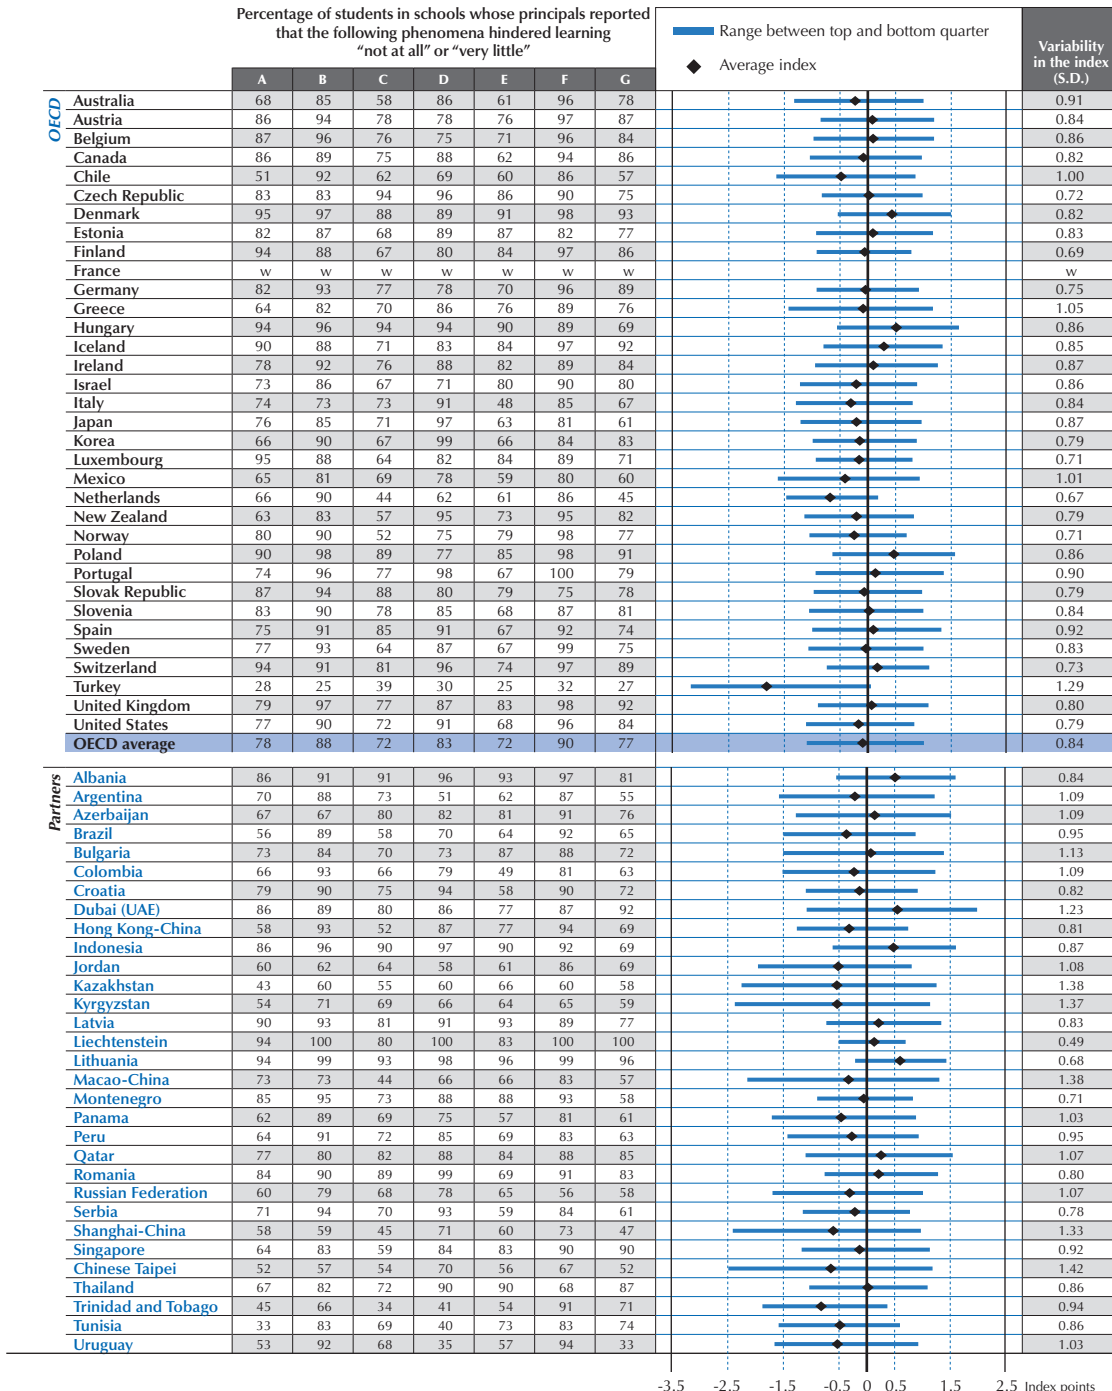 Percentage of students in schools whose principals reported
that the following phenomena hindered learning
“not at all” or “very little”
Range between top and bottom quarter
Average index
Variability
in the index
(S.D.)
A B C D E F G
OECD
Australia 68 85 58 86 61 96 78 0.91
Austria 86 94 78 78 76 97 87 0.84
Belgium 87 96 76 75 71 96 84 0.86
Canada 86 89 75 88 62 94 86 0.82
Chile 51 92 62 69 60 86 57 1.00
Czech Republic 83 83 94 96 86 90 75 0.72
Denmark 95 97 88 89 91 98 93 0.82
Estonia 82 87 68 89 87 82 77 0.83
Finland 94 88 67 80 84 97 86 0.69
France w w w w w w w w
Germany 82 93 77 78 70 96 89 0.75
Greece 64 82 70 86 76 89 76 1.05
Hungary 94 96 94 94 90 89 69 0.86
Iceland 90 88 71 83 84 97 92 0.85
Ireland 78 92 76 88 82 89 84 0.87
Israel 73 86 67 71 80 90 80 0.86
Italy 74 73 73 91 48 85 67 0.84
Japan 76 85 71 97 63 81 61 0.87
Korea 66 90 67 99 66 84 83 0.79
Luxembourg 95 88 64 82 84 89 71 0.71
Mexico 65 81 69 78 59 80 60 1.01
Netherlands 66 90 44 62 61 86 45 0.67
New Zealand 63 83 57 95 73 95 82 0.79
Norway 80 90 52 75 79 98 77 0.71
Poland 90 98 89 77 85 98 91 0.86
Portugal 74 96 77 98 67 100 79 0.90
Slovak Republic 87 94 88 80 79 75 78 0.79
Slovenia 83 90 78 85 68 87 81 0.84
Spain 75 91 85 91 67 92 74 0.92
Sweden 77 93 64 87 67 99 75 0.83
Switzerland 94 91 81 96 74 97 89 0.73
Turkey 28 25 39 30 25 32 27 1.29
United Kingdom 79 97 77 87 83 98 92 0.80
United States 77 90 72 91 68 96 84 0.79
OECD average 78 88 72 83 72 90 77 0.84
Partners
Albania 86 91 91 96 93 97 81 0.84
Argentina 70 88 73 51 62 87 55 1.09
Azerbaijan 67 67 80 82 81 91 76 1.09
Brazil 56 89 58 70 64 92 65 0.95
Bulgaria 73 84 70 73 87 88 72 1.13
Colombia 66 93 66 79 49 81 63 1.09
Croatia 79 90 75 94 58 90 72 0.82
Dubai (UAE) 86 89 80 86 77 87 92 1.23
Hong Kong-China 58 93 52 87 77 94 69 0.81
Indonesia 86 96 90 97 90 92 69 0.87
Jordan 60 62 64 58 61 86 69 1.08
Kazakhstan 43 60 55 60 66 60 58 1.38
Kyrgyzstan 54 71 69 66 64 65 59 1.37
Latvia 90 93 81 91 93 89 77 0.83
Liechtenstein 94 100 80 100 83 100 100 0.49
Lithuania 94 99 93 98 96 99 96 0.68
Macao-China 73 73 44 66 66 83 57 1.38
Montenegro 85 95 73 88 88 93 58 0.71
Panama 62 89 69 75 57 81 61 1.03
Peru 64 91 72 85 69 83 63 0.95
Qatar 77 80 82 88 84 88 85 1.07
Romania 84 90 89 99 69 91 83 0.80
Russian Federation 60 79 68 78 65 56 58 1.07
Serbia 71 94 70 93 59 84 61 0.78
Shanghai-China 58 59 45 71 60 73 47 1.33
Singapore 64 83 59 84 83 90 90 0.92
Chinese Taipei 52 57 54 70 56 67 52 1.42
Thailand 67 82 72 90 90 68 87 0.86
Trinidad and Tobago 45 66 34 41 54 91 71 0.94
Tunisia 33 83 69 40 73 83 74 0.86
Uruguay 53 92 68 35 57 94 33 1.03
-3.5 -2.5 -1.5 -0.5 0 0.5 1.5 2.5 Index points